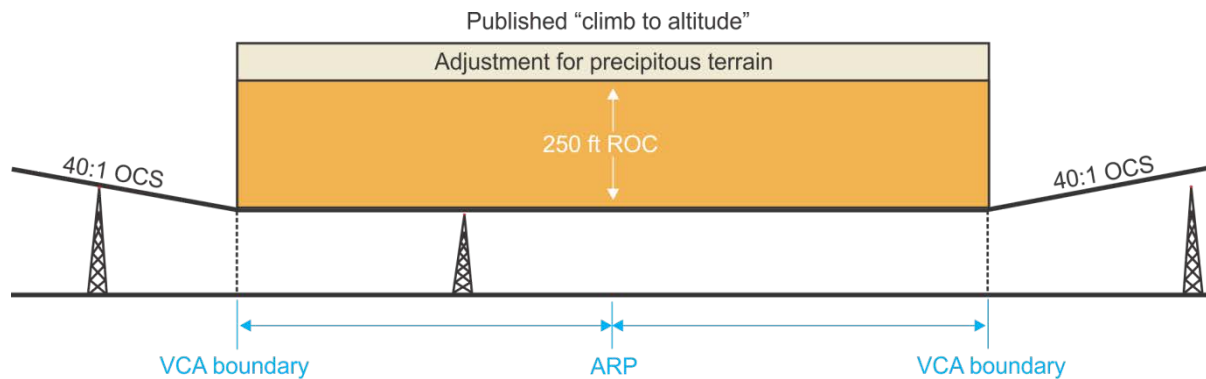 Published “climb to altitude”
Adjustment for precipitous terrain
250 ft ROC
40:1 OCS
40:1 OCS
VCA boundary
ARP
VCA boundary